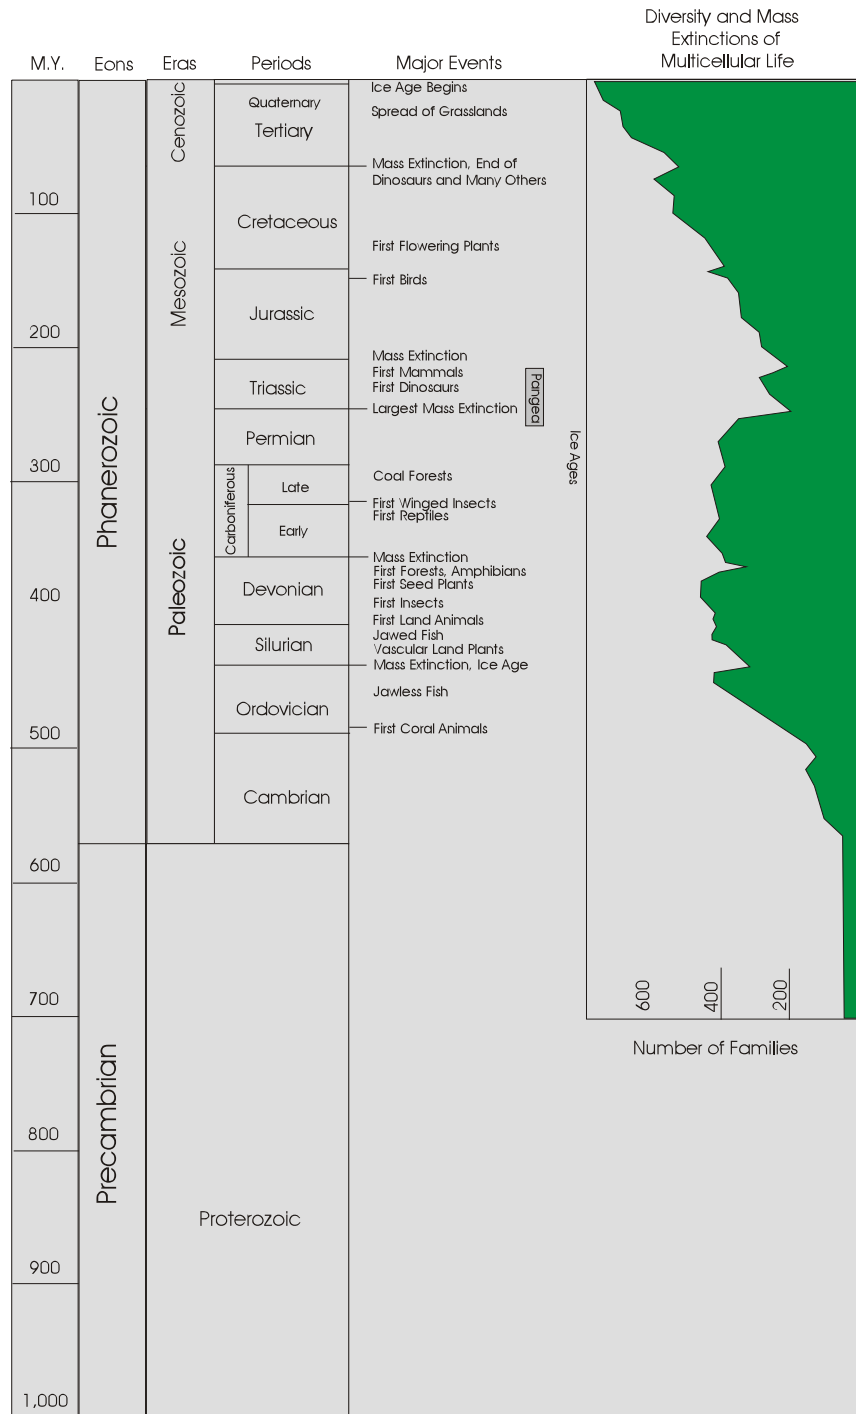 Diversity and Mass
Extinctions of
Multicellular Life
M.Y.
Eons
Eras
Periods
Major Events
Phanerozoic
Precambrian
Cenozoic
Mesozoic
Paleozoic
Quaternary
Tertiary
Cretaceous
Jurassic
Triassic
Permian
Carboniferous
Late
Early
Devonian
Silurian
Ordovician
Cambrian
Proterozoic
Ice Age Begins
Spread of Grasslands
Mass Extinction, End of
Dinosaurs and Many Others
First Flowering Plants
First Birds
Mass Extinction
First Mammals
First Dinosaurs
Largest Mass Extinction
Coal Forests
First Winged Insects
First Reptiles
Mass Extinction
First Forests, Amphibians
First Seed Plants
First Insects
First Land Animals
Jawed Fish
Vascular Land Plants
Mass Extinction, Ice Age
Jawless Fish
First Coral Animals
Pangea
Ice Ages
100
200
300
400
500
600
700
800
900
1,000
600
400
200
Number of Families